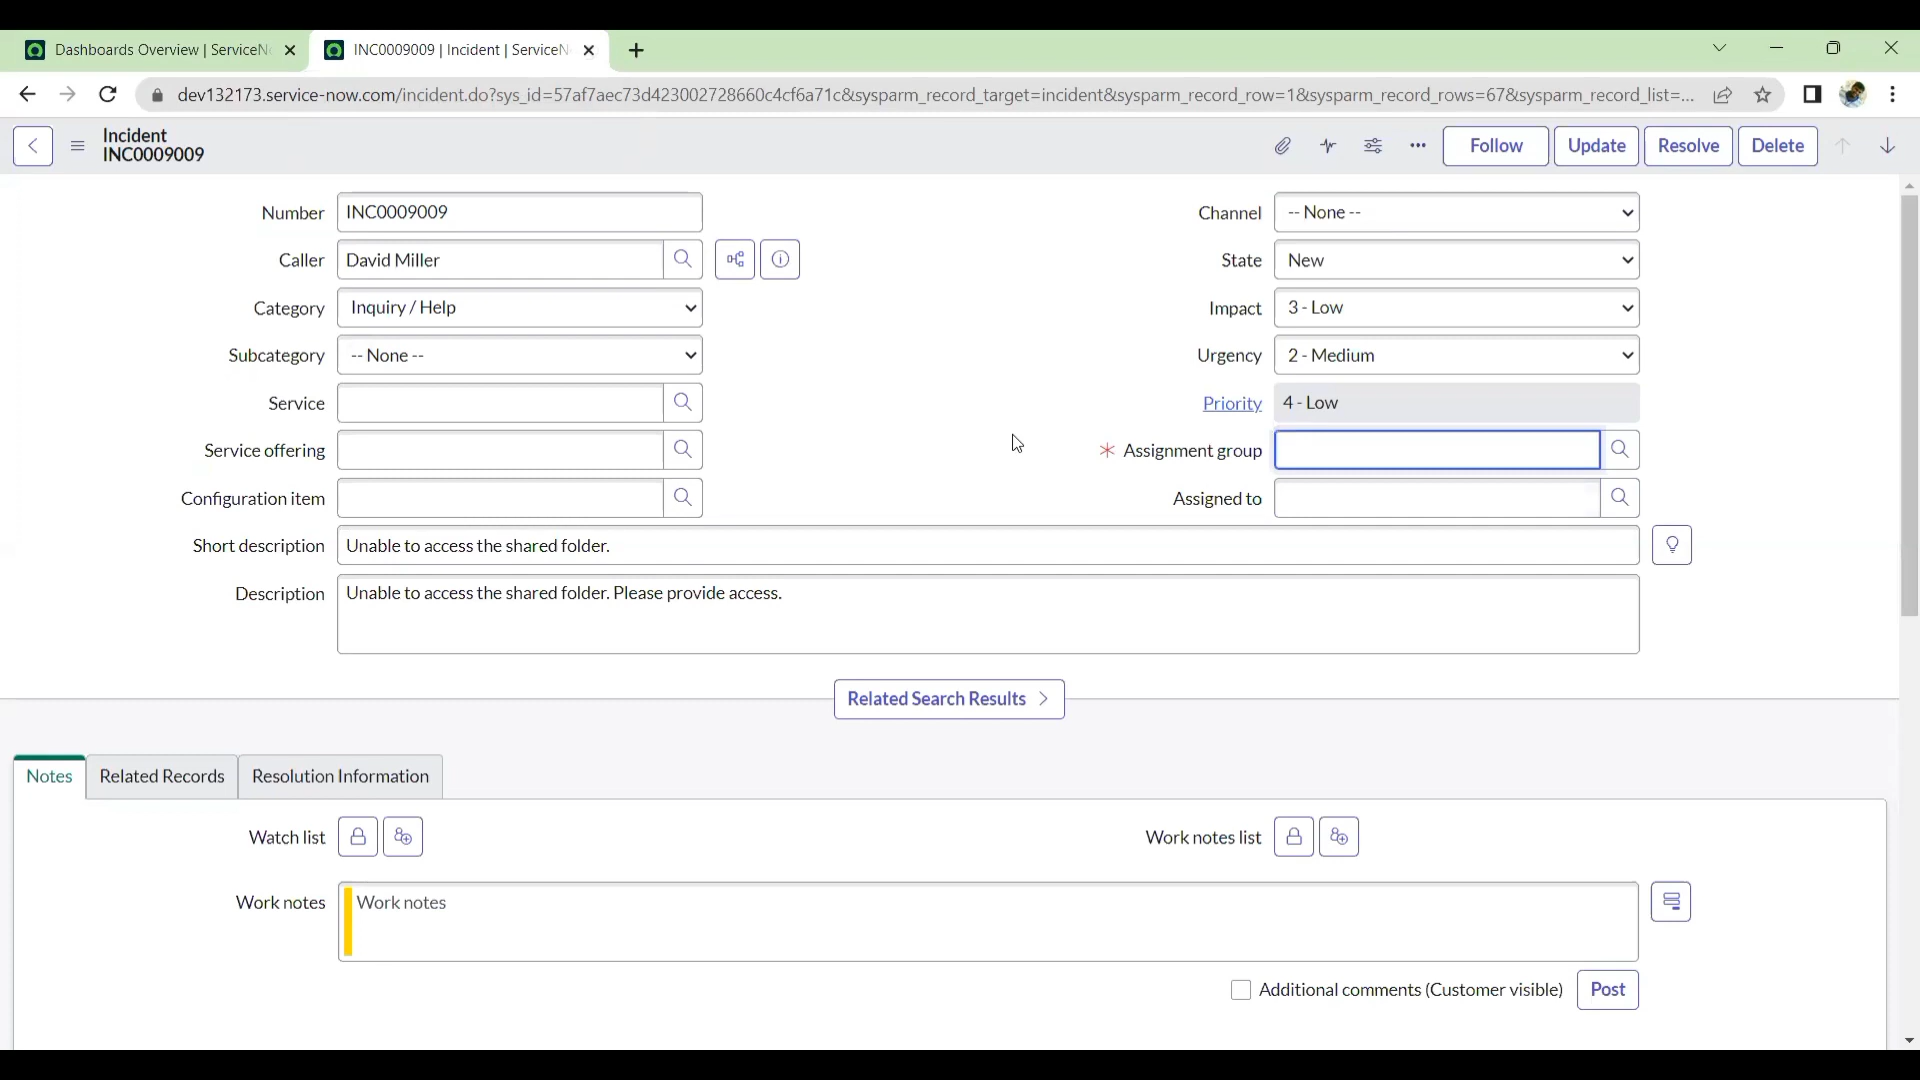 Dashboards Overview | ServiceN
INC0009009 | Incident | ServiceN
dev132173.service-now.com/incident.do?sys_id=57af7aec73d423002728660c4cf6a71c&sysparm_record_target=incident&sysparm_record_row=1&sysparm_record_rows=67&sysparm_record_list=...
Incident
INC0009009
Follow
Update
Resolve
Delete
Number INC0009009
Channel -- None --
Caller David Miller
State New
Category Inquiry / Help
Impact 3 - Low
Subcategory -- None --
Urgency 2 - Medium
Service
Priority 4 - Low
Service offering
* Assignment group
Configuration item
Assigned to
Short description Unable to access the shared folder.
Description Unable to access the shared folder. Please provide access.
Related Search Results
Notes
Related Records
Resolution Information
Watch list
Work notes list
Work notes Work notes
Additional comments (Customer visible)
Post